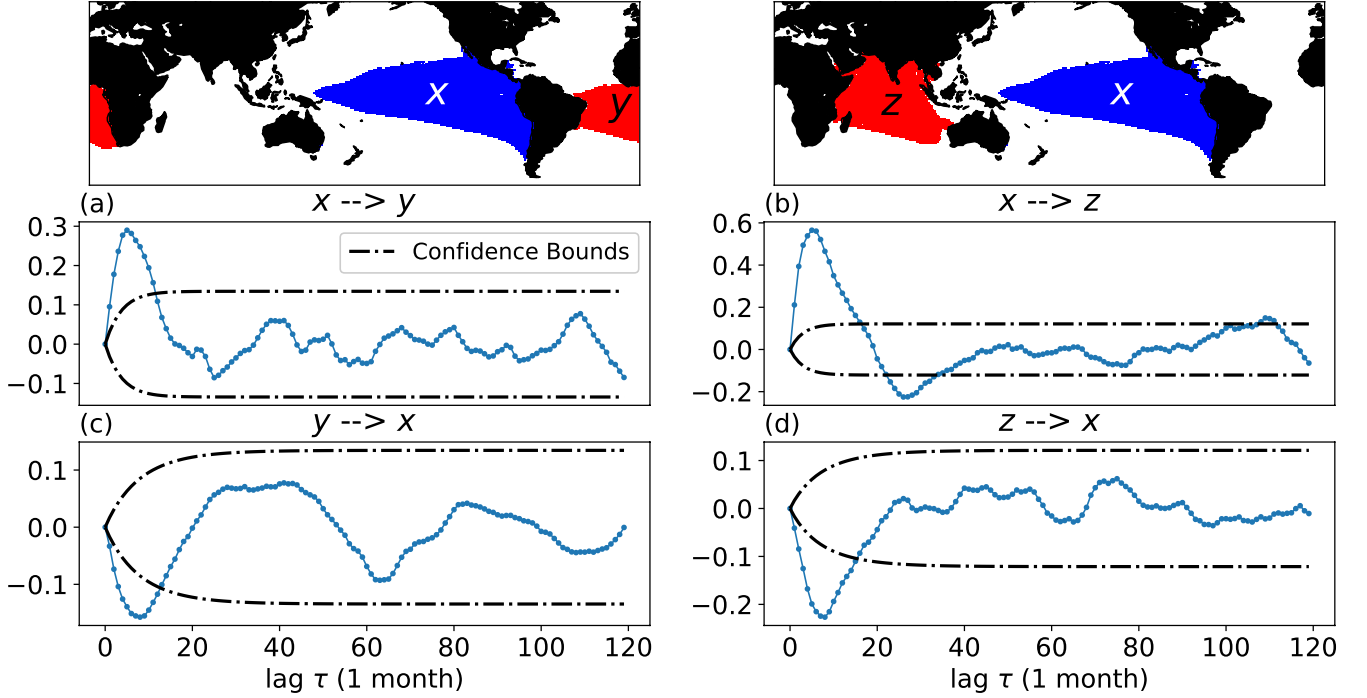 x y
z x
(a) x --> y
(b) x --> z
0.3
0.2
0.1
0.0
−0.1
Confidence Bounds
0.6
0.4
0.2
0.0
−0.2
(c) y --> x
(d) z --> x
0.1
0.0
−0.1
0.1
0.0
−0.1
−0.2
0 20 40 60 80 100 120
0 20 40 60 80 100 120
lag τ (1 month)
lag τ (1 month)